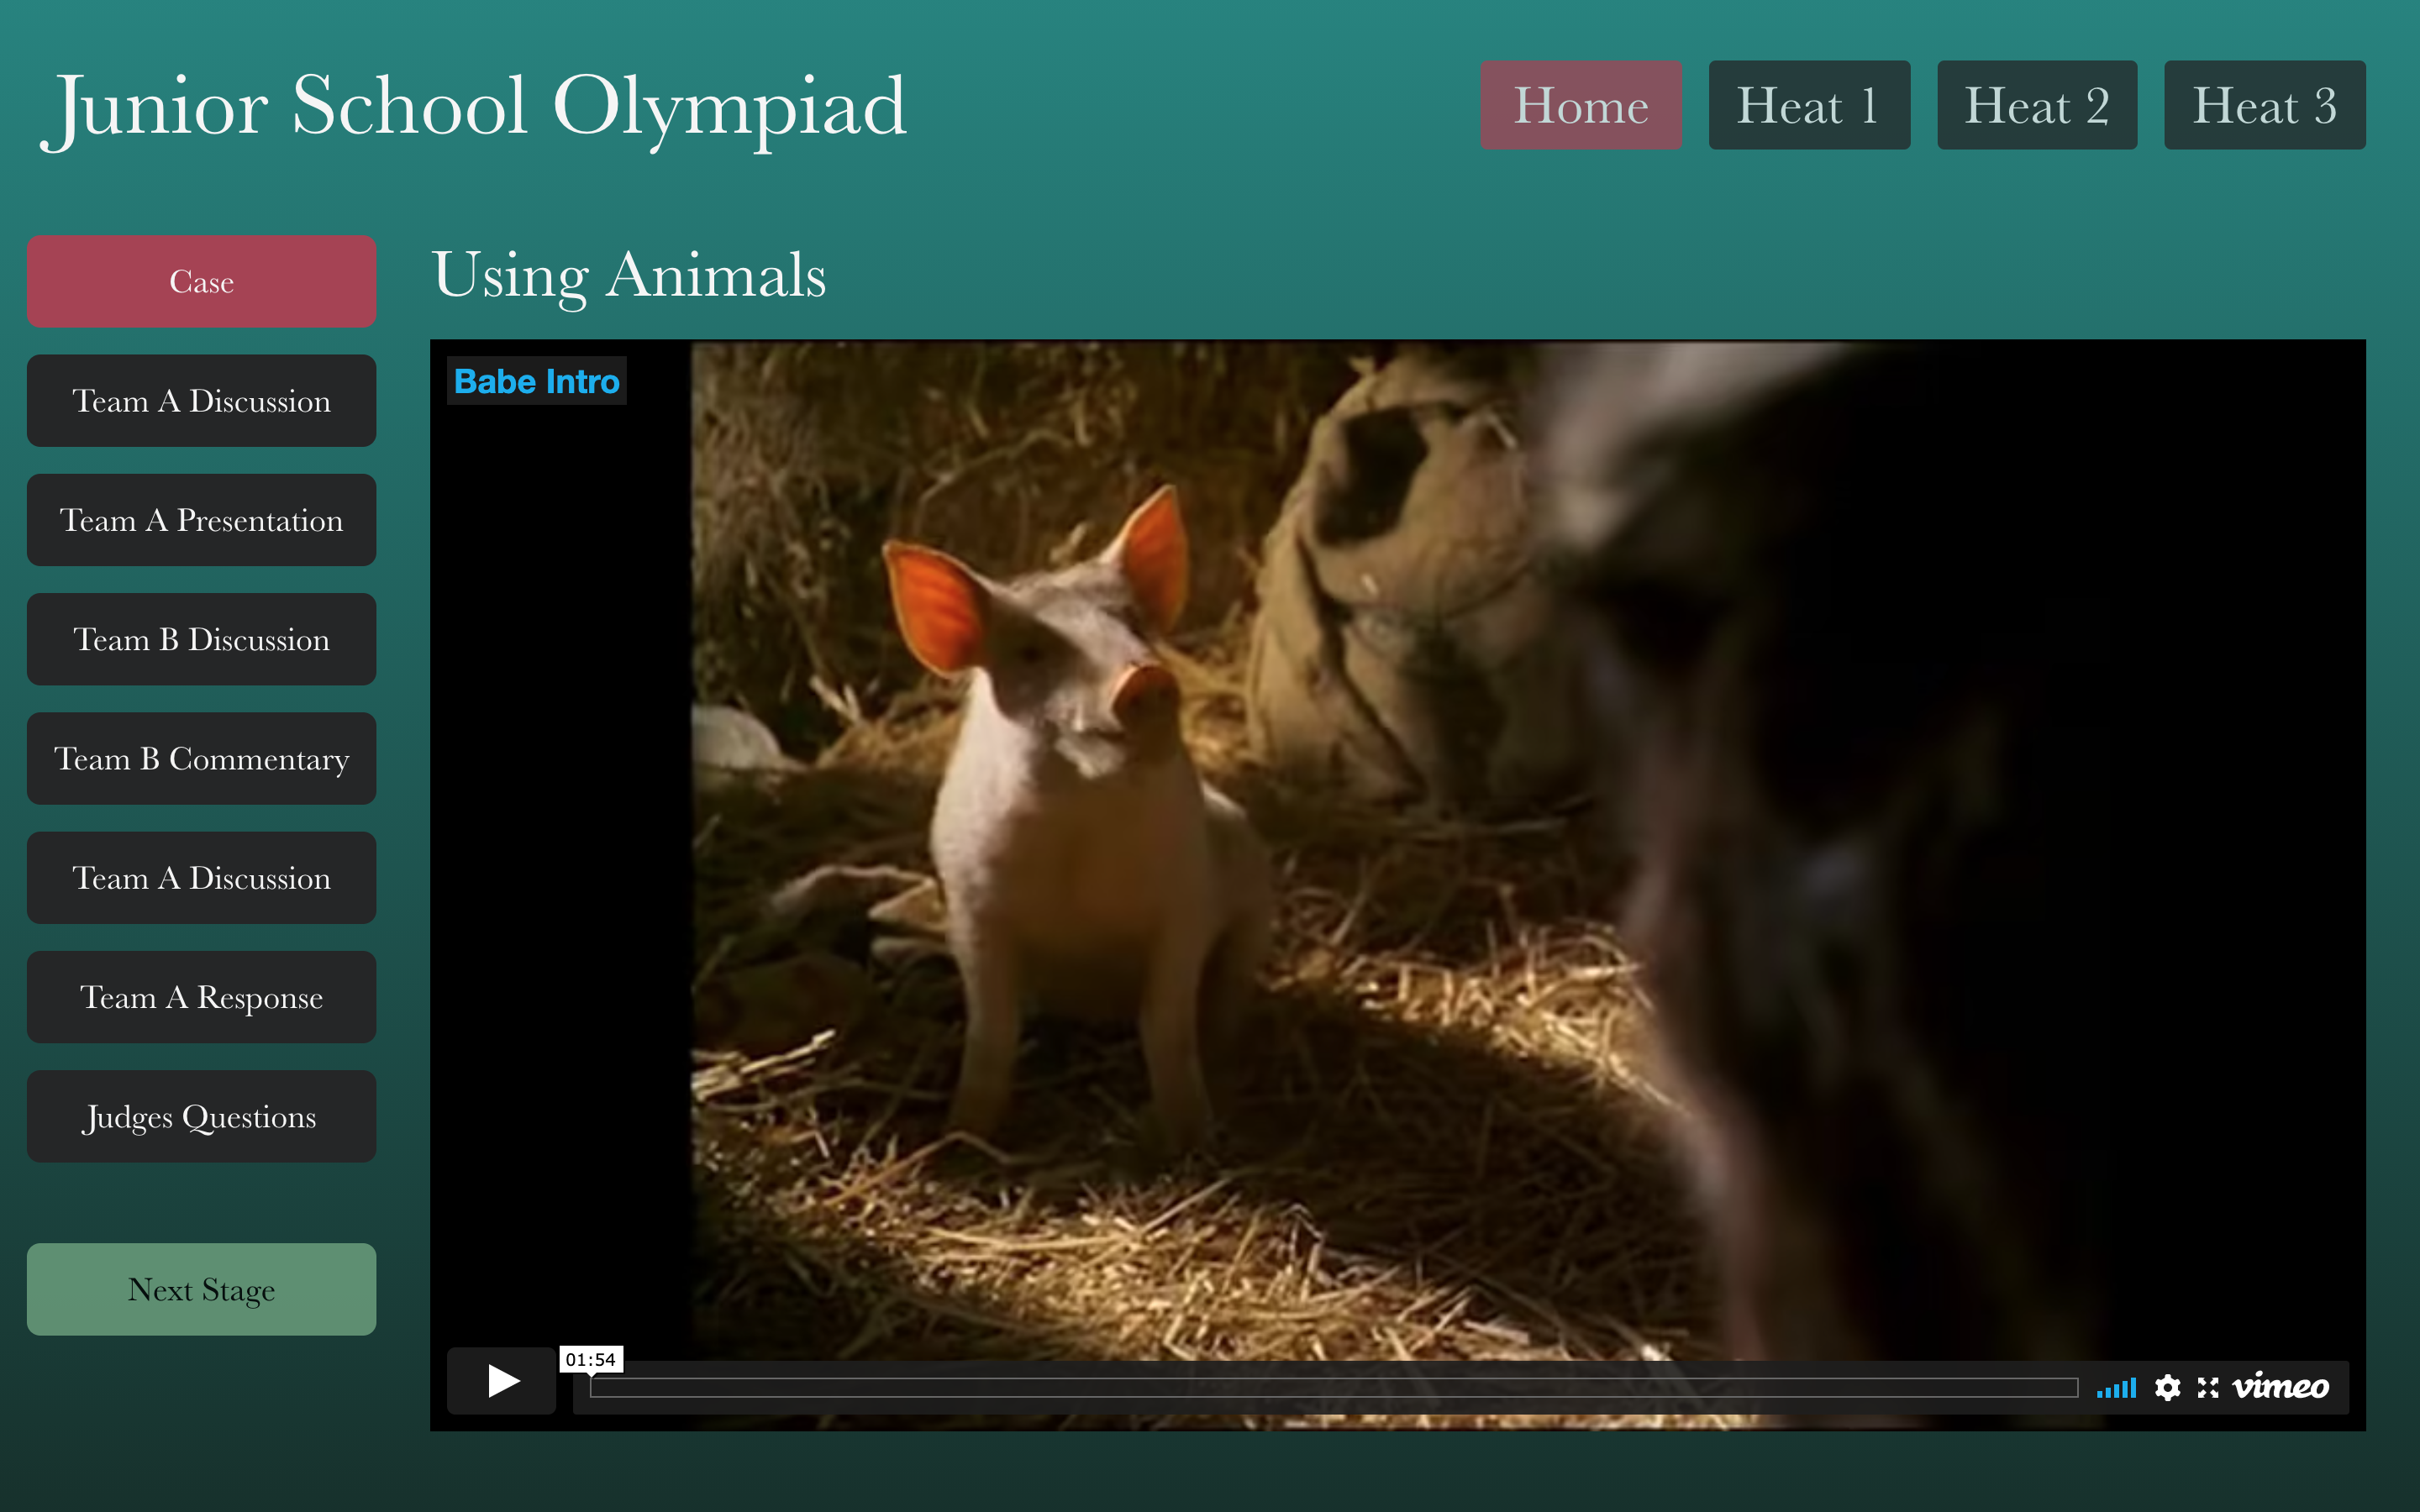 Junior School Olympiad
Home
Heat 1
Heat 2
Heat 3
Case
Team A Discussion
Team A Presentation
Team B Discussion
Team B Commentary
Team A Discussion
Team A Response
Judges Questions
Next Stage
Using Animals
Babe Intro
01:54
vimeo